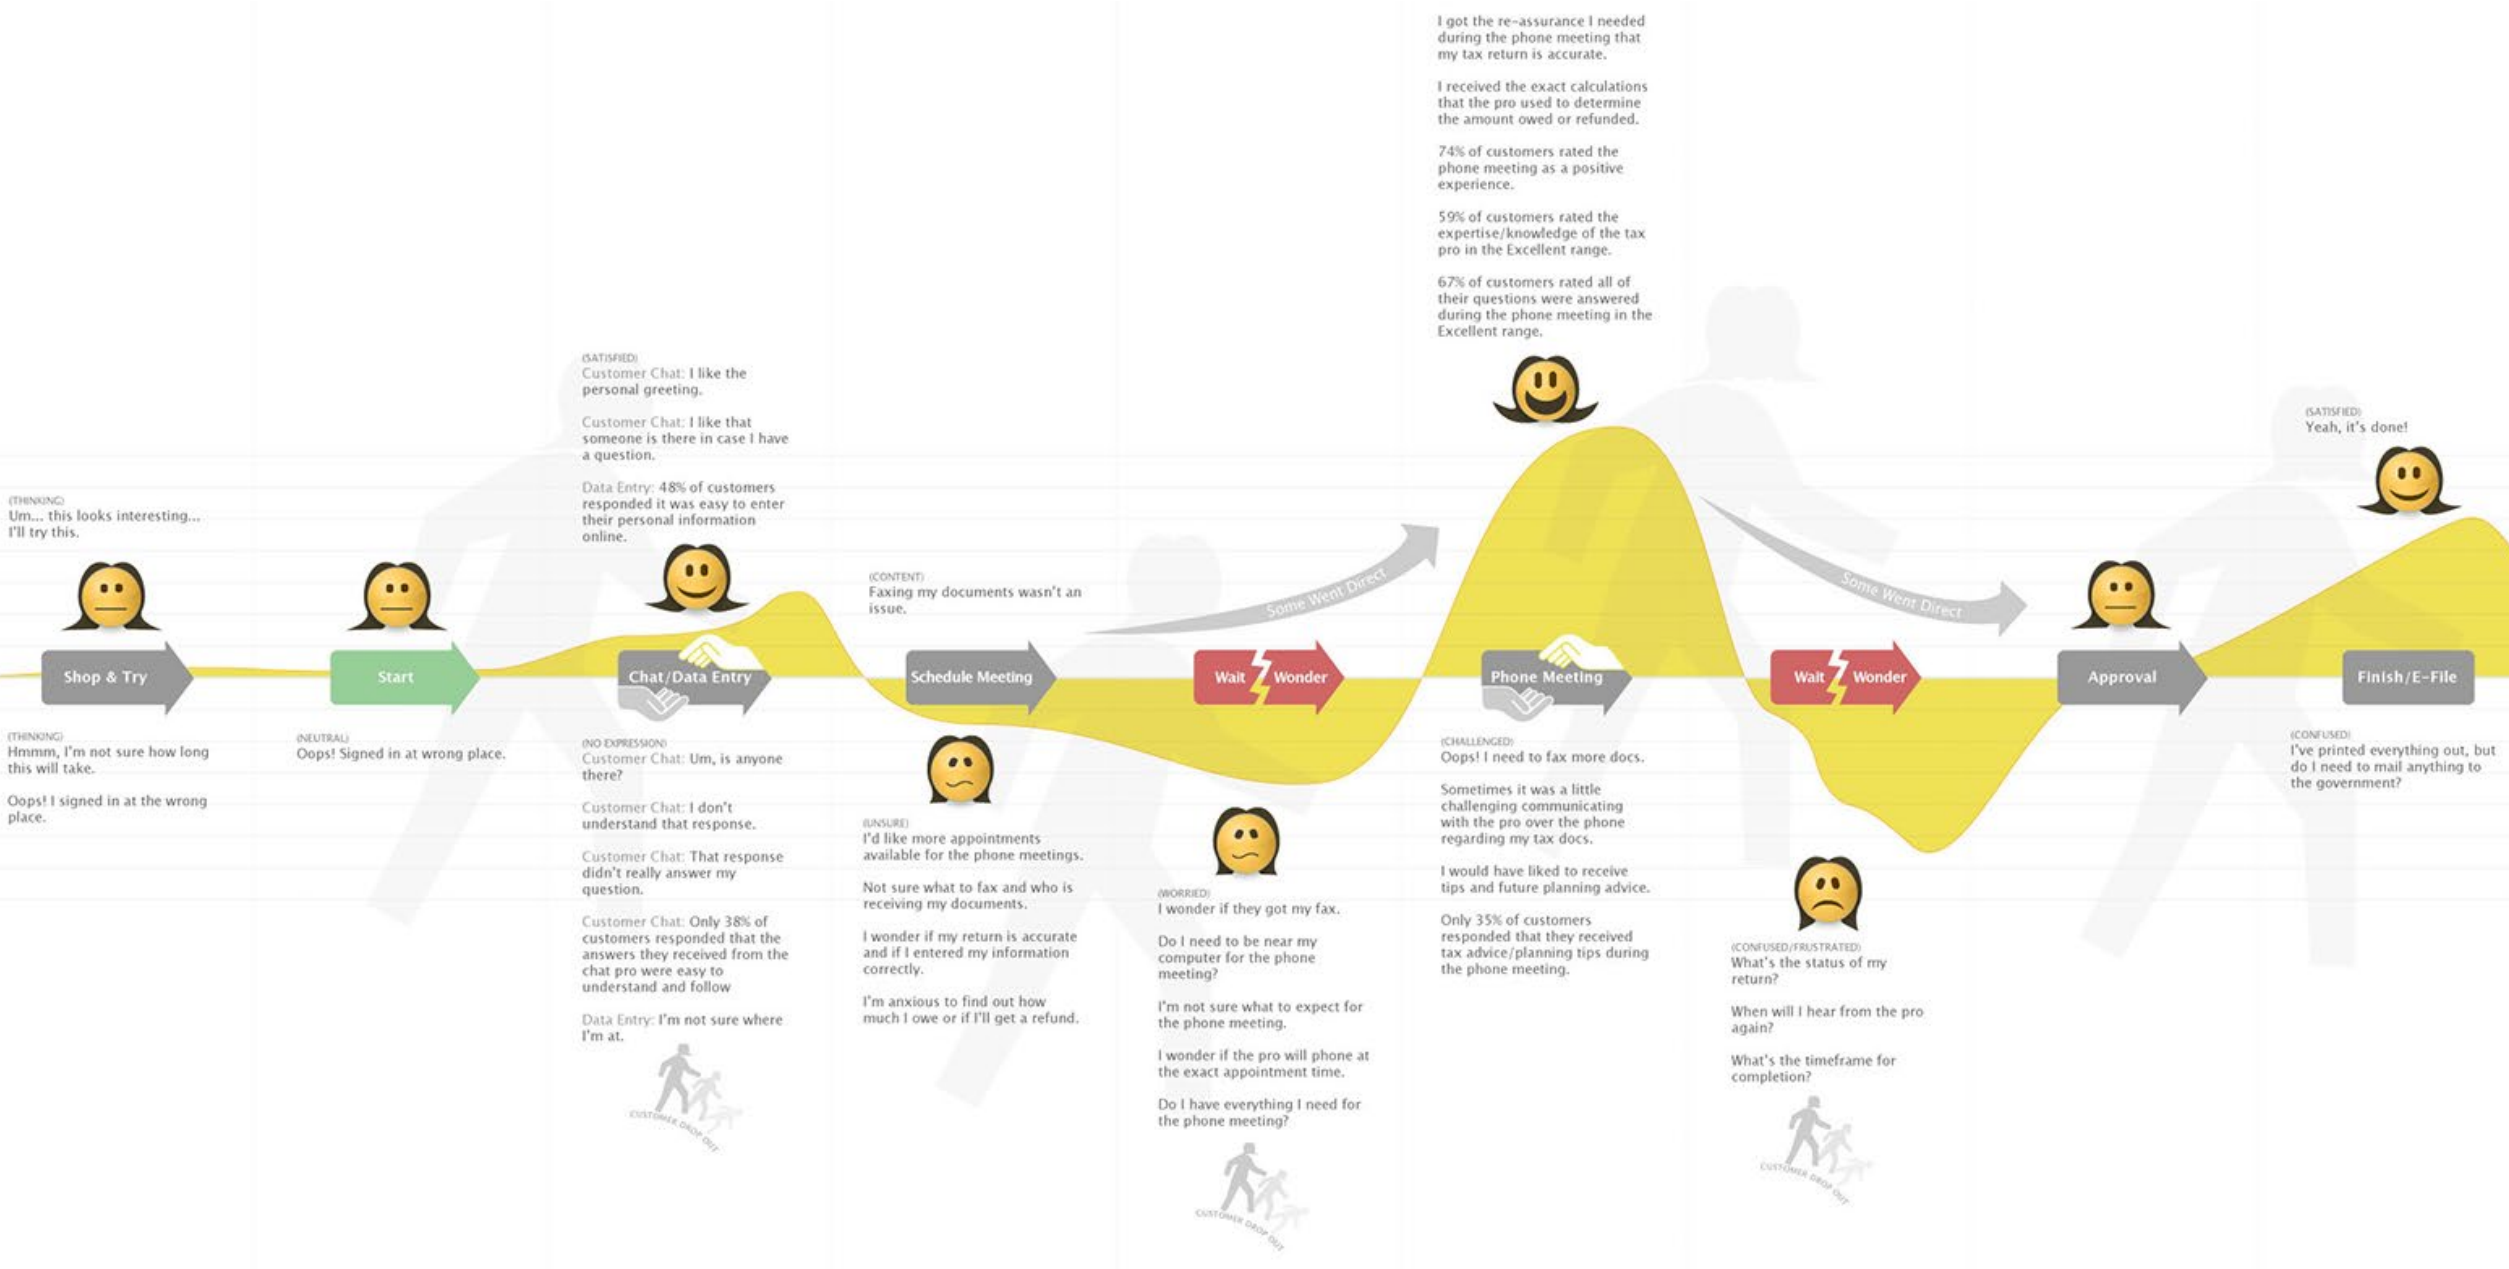 (THINKING)
Um... this looks interesting...
I'll try this.
Shop & Try
(THINKING)
Hmmm, I'm not sure how long
this will take.
Oops! I signed in at the wrong
place.
Start
(NEUTRAL)
Oops! Signed in at wrong place.
(SATISFIED)
Customer Chat: I like the
personal greeting.
Customer Chat: I like that
someone is there in case I have
a question.
Data Entry: 48% of customers
responded it was easy to enter
their personal information
online.
Chat/Data Entry
(NO EXPRESSION)
Customer Chat: Um, is anyone
there?
Customer Chat: I don't
understand that response.
Customer Chat: That response
didn't really answer my
question.
Customer Chat: Only 38% of
customers responded that the
answers they received from the
chat pro were easy to
understand and follow
Data Entry: I'm not sure where
I'm at.
CUSTOMER DROP OUT
(CONTENT)
Faxing my documents wasn't an
issue.
Schedule Meeting
(UNSURE)
I'd like more appointments
available for the phone meetings.
Not sure what to fax and who is
receiving my documents.
I wonder if my return is accurate
and if I entered my information
correctly.
I'm anxious to find out how
much I owe or if I'll get a refund.
Some Went Direct
Wait Wonder
(WORRIED)
I wonder if they got my fax.
Do I need to be near my
computer for the phone
meeting?
I'm not sure what to expect for
the phone meeting.
I wonder if the pro will phone at
the exact appointment time.
Do I have everything I need for
the phone meeting?
CUSTOMER DROP OUT
I got the re-assurance I needed
during the phone meeting that
my tax return is accurate.
I received the exact calculations
that the pro used to determine
the amount owed or refunded.
74% of customers rated the
phone meeting as a positive
experience.
59% of customers rated the
expertise/knowledge of the tax
pro in the Excellent range.
67% of customers rated all of
their questions were answered
during the phone meeting in the
Excellent range.
Phone Meeting
(CHALLENGED)
Oops! I need to fax more docs.
Sometimes it was a little
challenging communicating
with the pro over the phone
regarding my tax docs.
I would have liked to receive
tips and future planning advice.
Only 35% of customers
responded that they received
tax advice/planning tips during
the phone meeting.
Some Went Direct
Wait Wonder
(CONFUSED/FRUSTRATED)
What's the status of my
return?
When will I hear from the pro
again?
What's the timeframe for
completion?
CUSTOMER DROP OUT
Approval
(SATISFIED)
Yeah, it's done!
Finish/E-File
(CONFUSED)
I've printed everything out, but
do I need to mail anything to
the government?